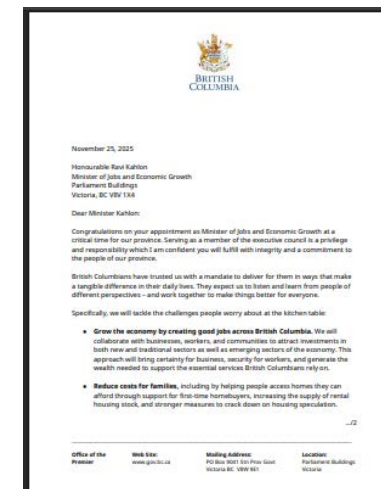 BRITISH
COLUMBIA
November 25, 2025
Honourable Ravi Kahlon
Minister of Jobs and Economic Growth
Parliament Buildings
Victoria, BC V8V 1X4
Dear Minister Kahlon:
Congratulations on your appointment as Minister of Jobs and Economic Growth at a
critical time for our province. Serving as a member of the executive council is a privilege
and responsibility which I am confident you will fulfill with integrity and a commitment to
the people of our province.
British Columbians have trusted us with a mandate to deliver for them in ways that make
a tangible difference in their daily lives. They expect us to listen and learn from people of
different perspectives – and work together to make things better for everyone.
Specifically, we will tackle the challenges people worry about at the kitchen table:
• Grow the economy by creating good jobs across British Columbia. We will
collaborate with businesses, workers, and communities to attract investments in
both new and traditional sectors as well as emerging sectors of the economy. This
approach will bring certainty for business, security for workers, and generate the
wealth needed to support the essential services British Columbians rely on.
• Reduce costs for families, including by helping people access homes they can
afford through support for first-time homebuyers, increasing the supply of rental
housing stock, and stronger measures to crack down on housing speculation.
.../2
Office of the Web Site: Mailing Address: Location:
Premier www.gov.bc.ca PO Box 9041 Stn Prov Govt Parliament Buildings
Victoria BC V8W 9E1 Victoria